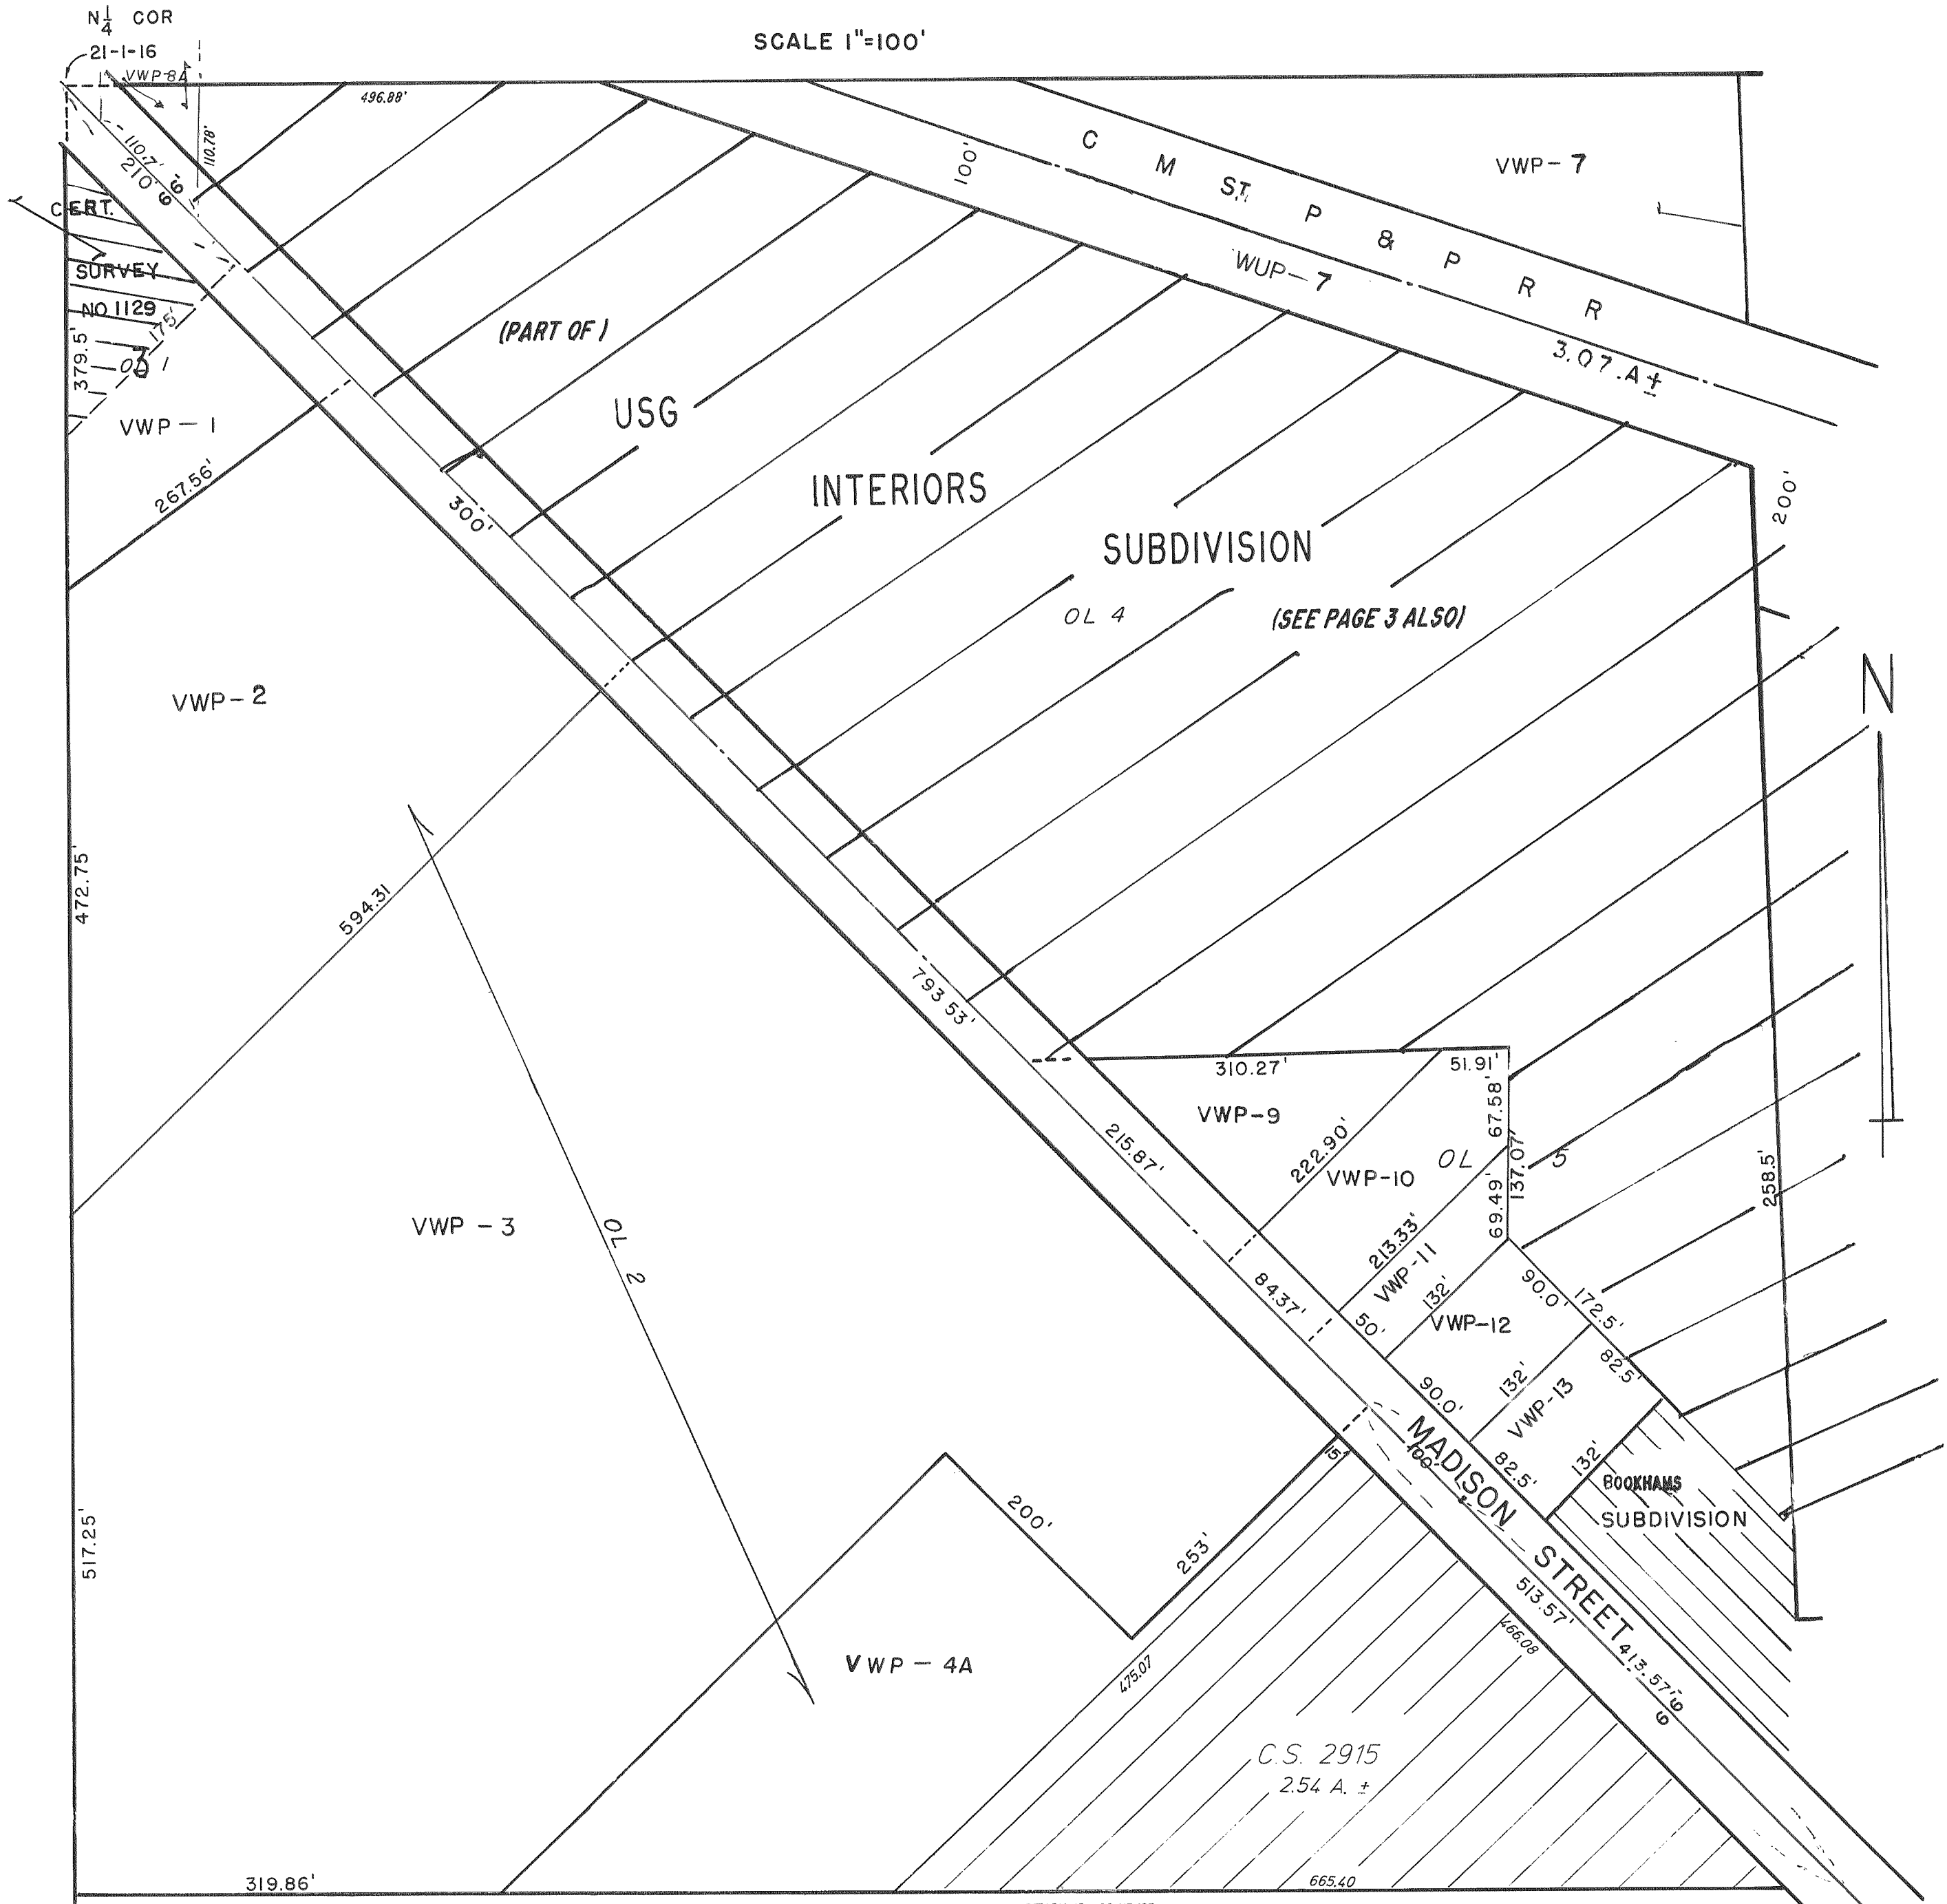 N 1/4 COR
21-1-16
VWP-8A
SCALE 1"=100'
496.88'
110.78'
110.7'
210'
66'
C M ST. P & P R R
100'
VWP-7
WUP-7
3.07 A±
CERT.
SURVEY
NO 1129
175'
379.5'
VWP-1
267.56'
(PART OF)
USG
INTERIORS
SUBDIVISION
(SEE PAGE 3 ALSO)
OL 4
200'
300'
N
VWP-2
472.75'
594.31
793.53'
310.27'
51.91'
VWP-9
67.58'
137.07'
215.87'
222.90'
VWP-10
OL 5
69.49'
258.5'
VWP-3
OL 2
213.33'
VWP-11
84.37'
132'
50'
VWP-12
90.0'
172.5'
82.5'
132'
90.0'
VWP-13
82.5'
132'
MADISON STREET
100'
15'
BOOKHAMS
SUBDIVISION
200'
253'
517.25'
513.57'
466.08
413.57'
66'
VWP-4A
475.07
C.S. 2915
2.54 A. ±
319.86'
665.40